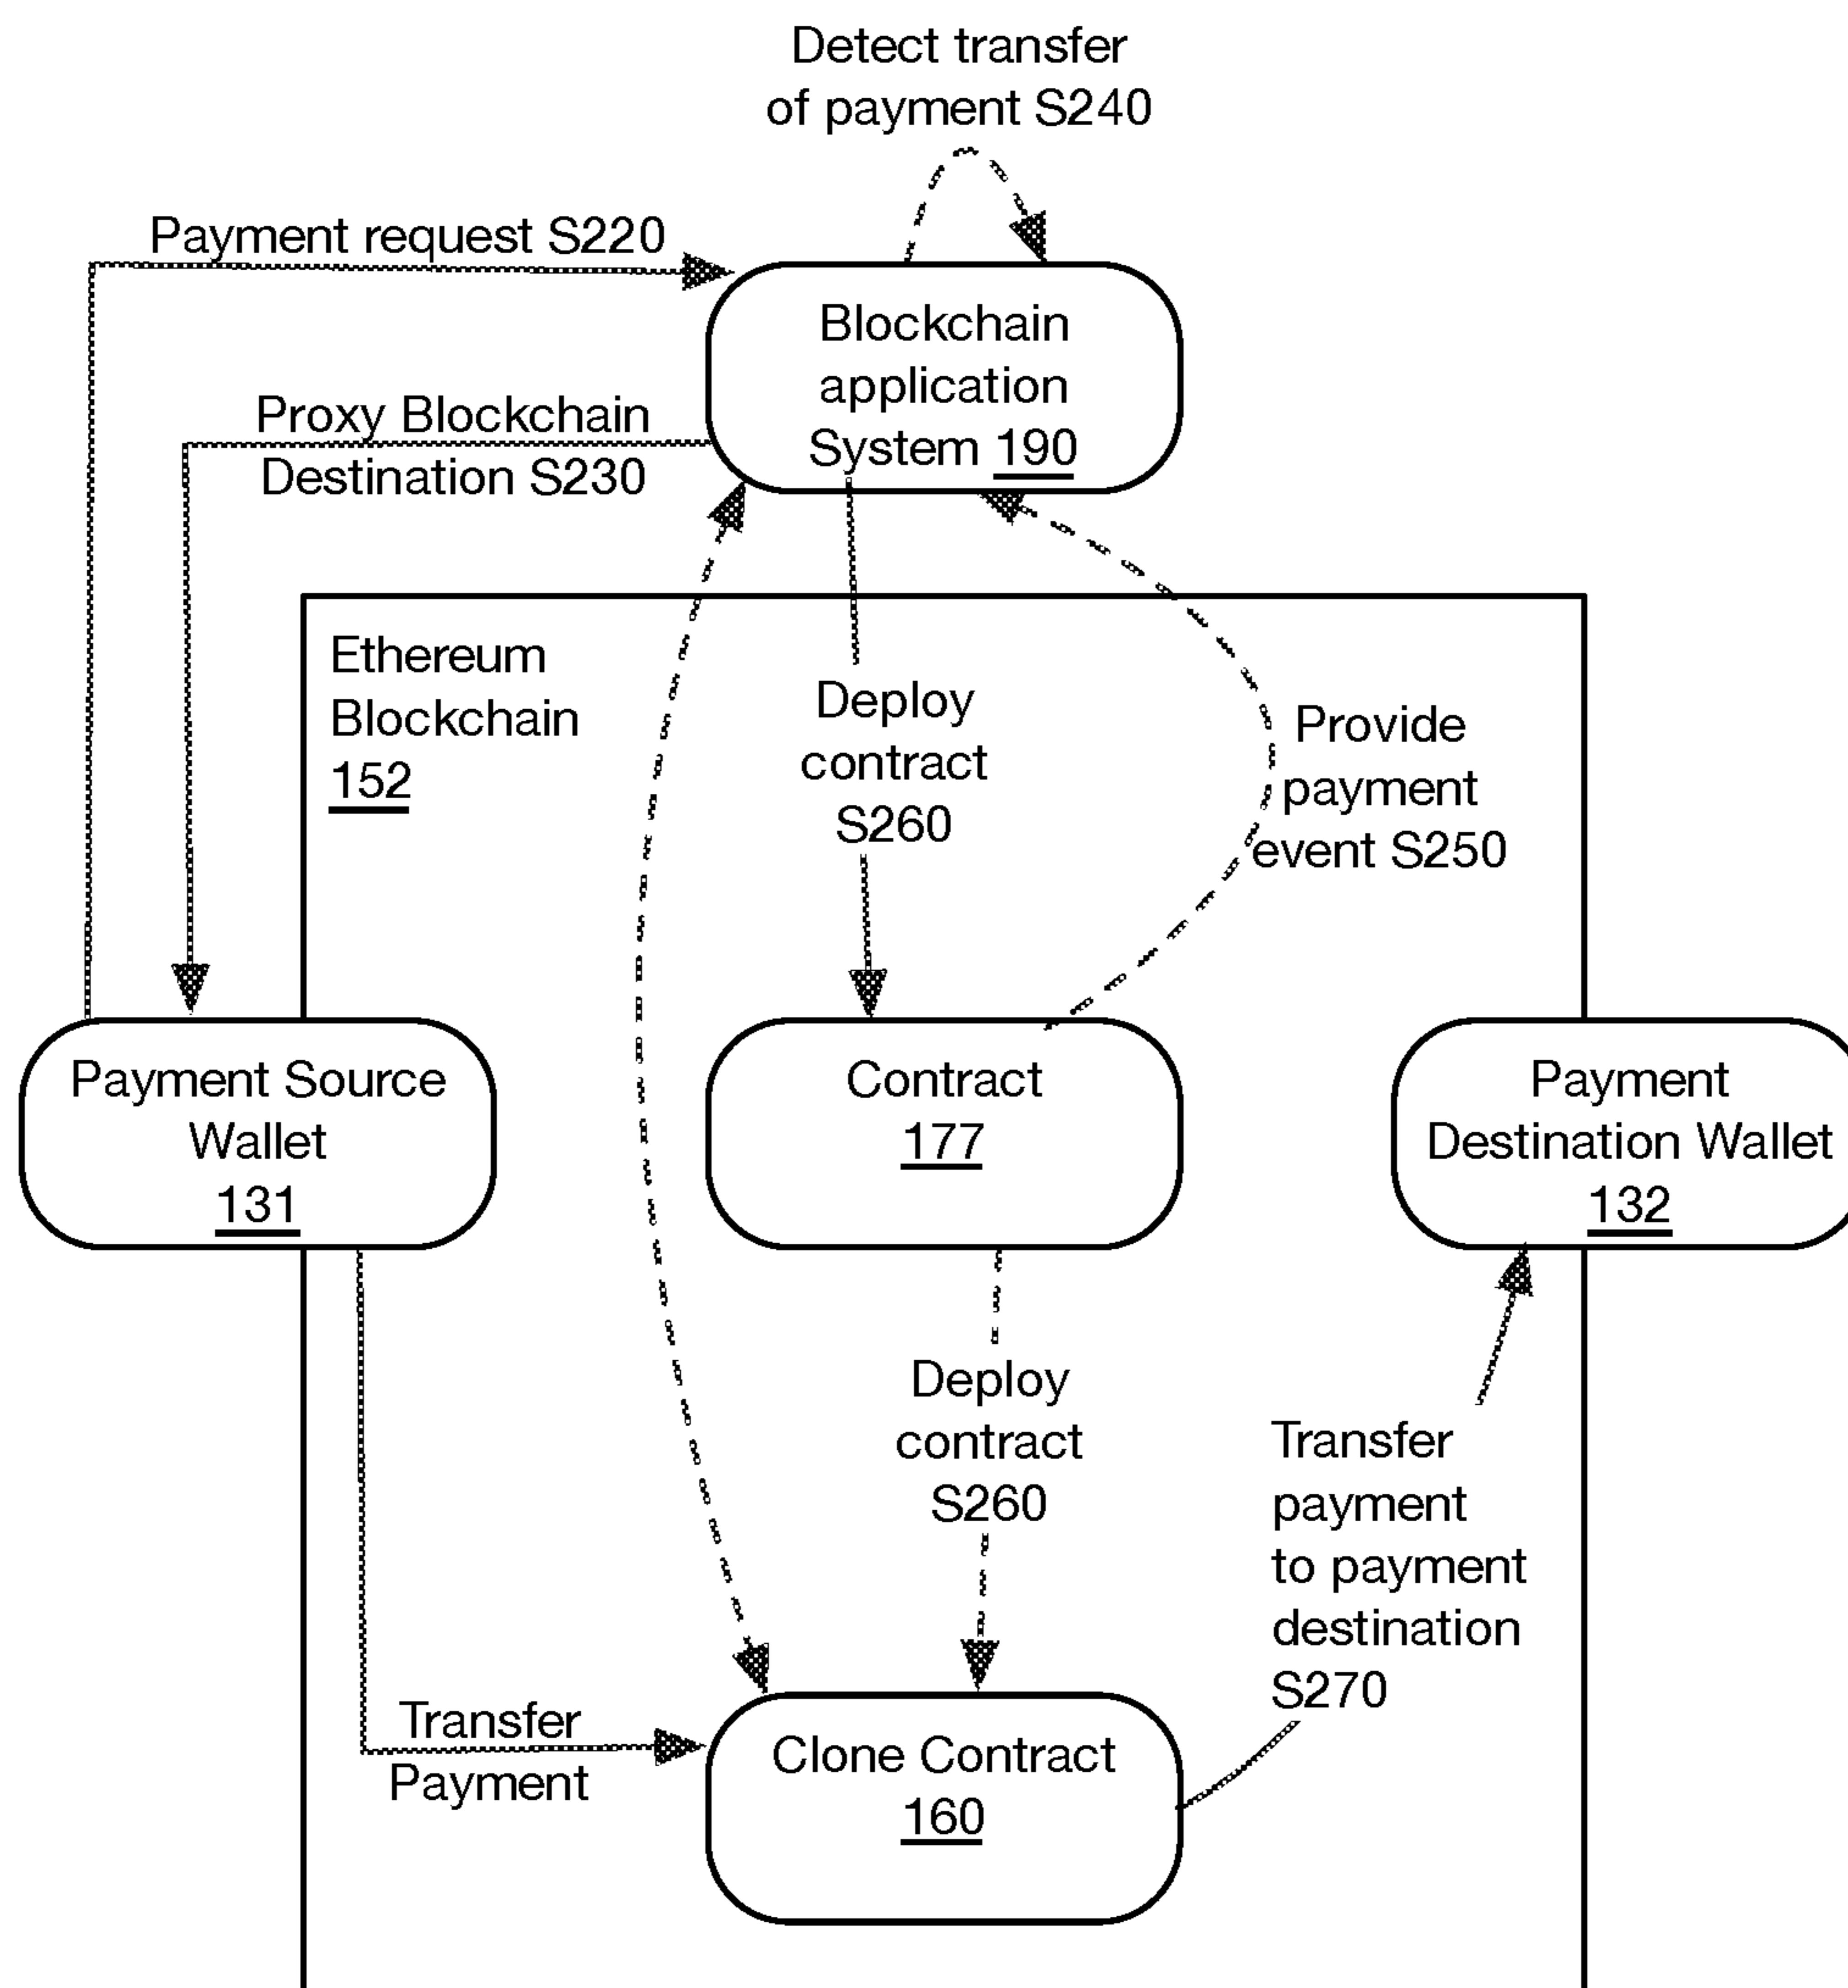 Detect transfer
of payment S240
Payment request S220
Blockchain
application
System 190
Proxy Blockchain
Destination S230
Ethereum
Blockchain
152
Deploy
contract
S260
Provide
payment
event S250
Payment Source
Wallet
131
Contract
177
Payment
Destination Wallet
132
Deploy
contract
S260
Transfer
payment
to payment
destination
S270
Transfer
Payment
Clone Contract
160